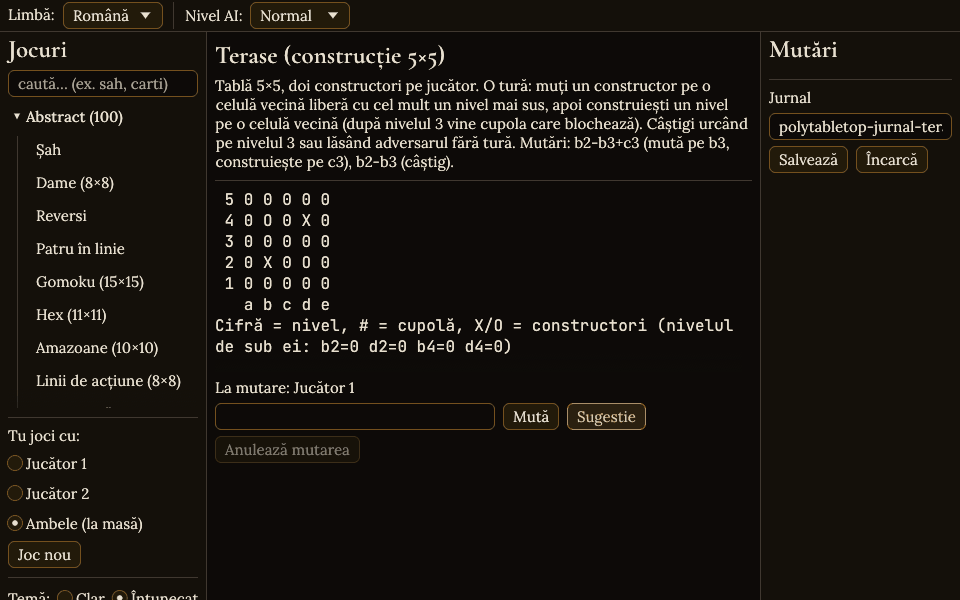 Limbă: Română ▼ Nivel AI: Normal ▼
Jocuri
caută... (ex. sah, carti)
▼ Abstract (100)
Șah
Dame (8×8)
Reversi
Patru în linie
Gomoku (15×15)
Hex (11×11)
Amazoane (10×10)
Linii de acțiune (8×8)
Tu joci cu:
Jucător 1
Jucător 2
Ambele (la masă)
Joc nou
Temă: Clar Întunecat
Terase (construcție 5×5)
Tablă 5×5, doi constructori pe jucător. O tură: muți un constructor pe o
celulă vecină liberă cu cel mult un nivel mai sus, apoi construiești un nivel
pe o celulă vecină (după nivelul 3 vine cupola care blochează). Câștigi urcând
pe nivelul 3 sau lăsând adversarul fără tură. Mutări: b2-b3+c3 (mută pe b3,
construiește pe c3), b2-b3 (câștig).
5 0 0 0 0 0
4 0 O 0 X 0
3 0 0 0 0 0
2 0 X 0 O 0
1 0 0 0 0 0
a b c d e
Cifră = nivel, # = cupolă, X/O = constructori (nivelul
de sub ei: b2=0 d2=0 b4=0 d4=0)
La mutare: Jucător 1
Mută Sugestie
Anulează mutarea
Mutări
Jurnal
polytabletop-jurnal-ter
Salvează Încarcă